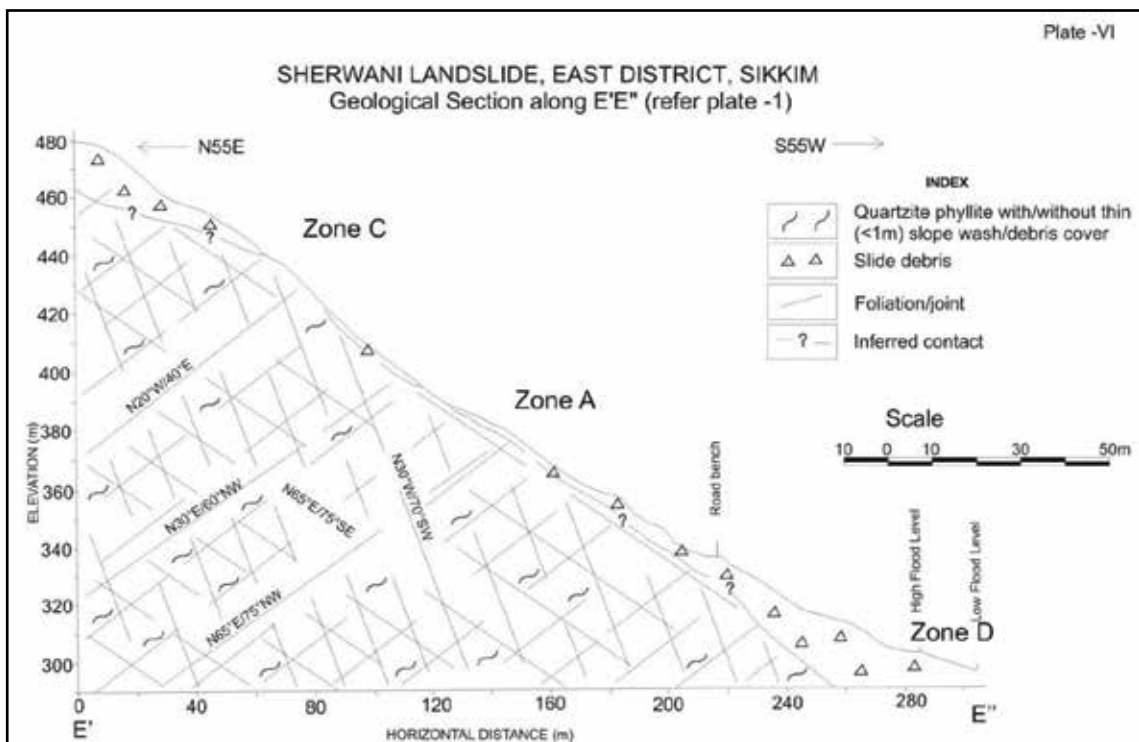 Plate -VI
SHERWANI LANDSLIDE, EAST DISTRICT, SIKKIM
Geological Section along E'E" (refer plate -1)
N55E
S55W
INDEX
Quartzite phyllite with/without thin
(<1m) slope wash/debris cover
Slide debris
Foliation/joint
? Inferred contact
Scale
10 0 10 30 50m
Zone C
Zone A
Zone D
Road bench
High Flood Level
Low Flood Level
N20°W/40°E
N30°E/60°NW
N65°E/75°SE
N30°W/70°SW
N65°E/75°NW
?
?
?
?
ELEVATION (m)
480
460
440
420
400
380
360
340
320
300
0 40 80 120 160 200 240 280
E' HORIZONTAL DISTANCE (m) E"